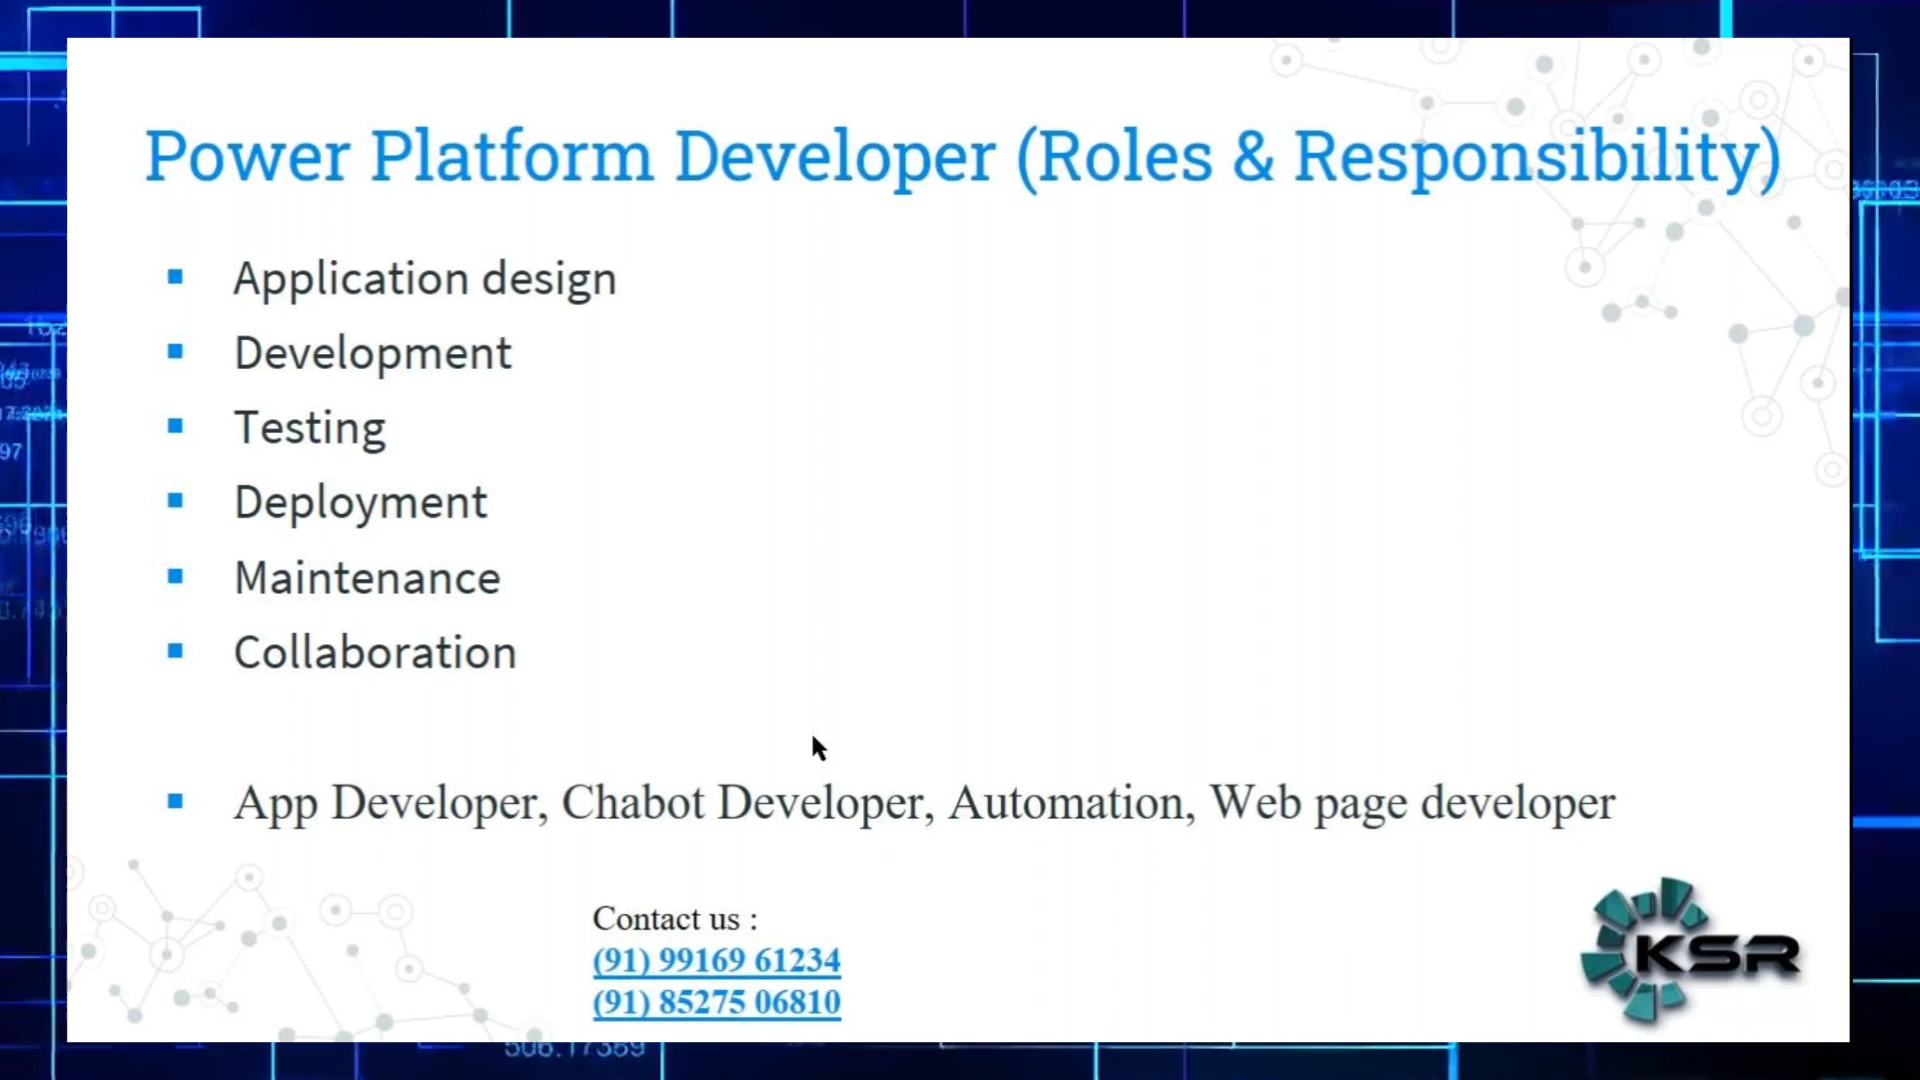 Power Platform Developer (Roles & Responsibility)
Application design
Development
Testing
Deployment
Maintenance
Collaboration
App Developer, Chabot Developer, Automation, Web page developer
Contact us :
(91) 99169 61234
(91) 85275 06810
KSR